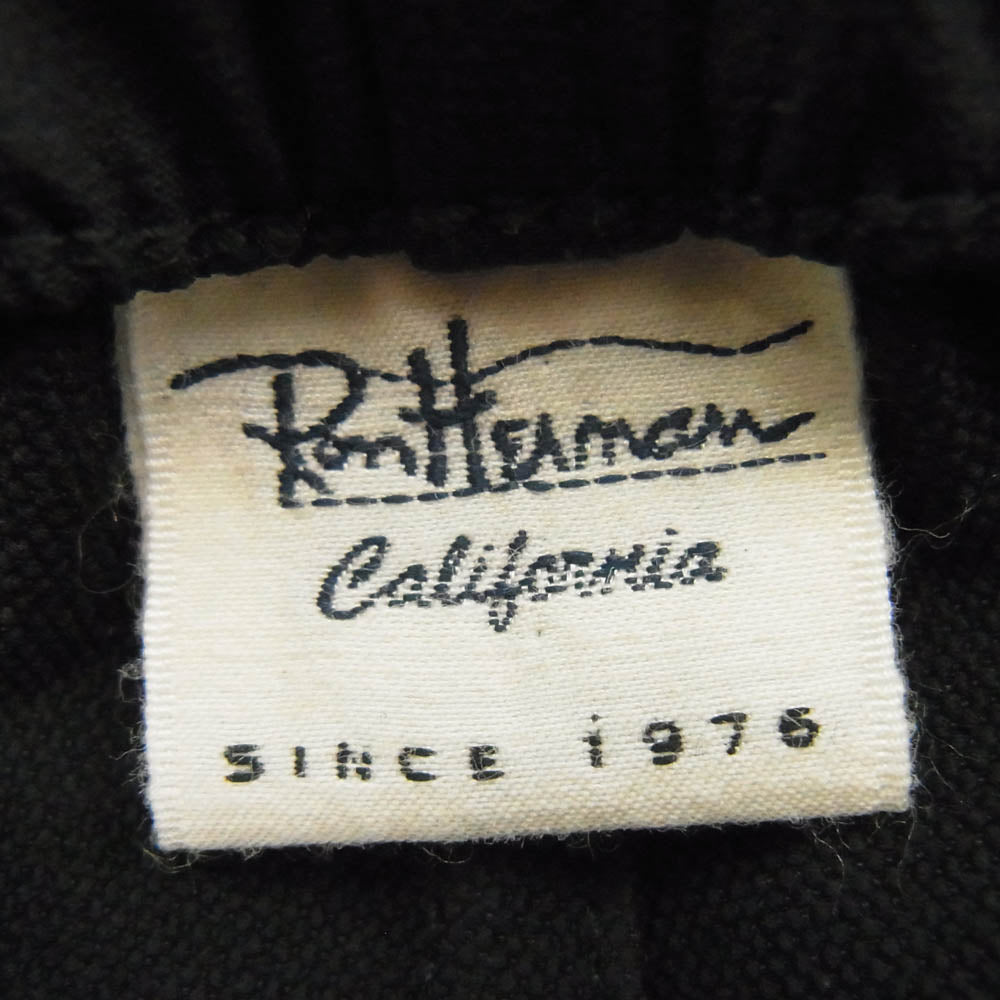 Ron Herman
California
SINCE 1976